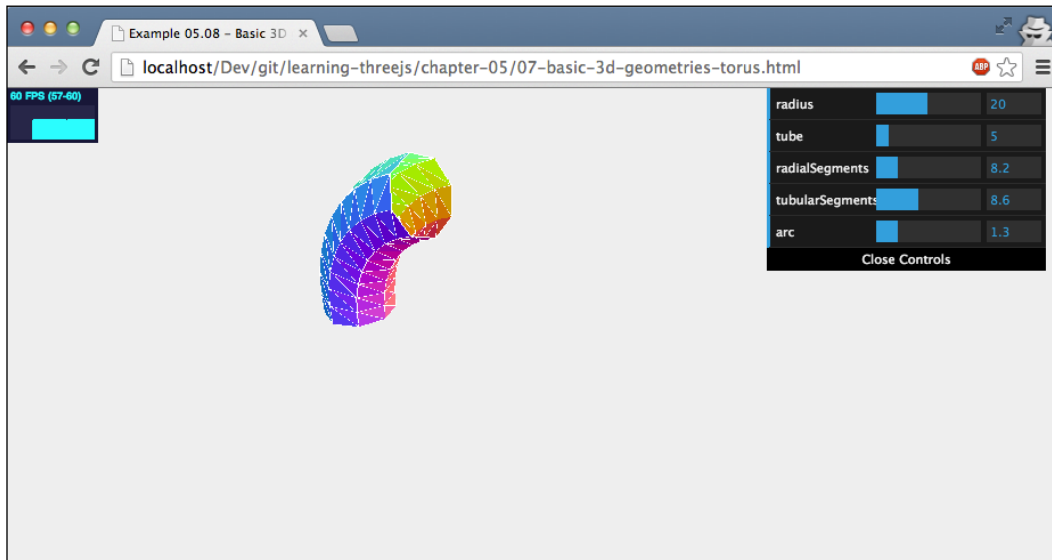 Example 05.08 – Basic 3D
localhost/Dev/git/learning-threejs/chapter-05/07-basic-3d-geometries-torus.html
ABP
60 FPS (57-60)
radius 20
tube 5
radialSegments 8.2
tubularSegments 8.6
arc 1.3
Close Controls